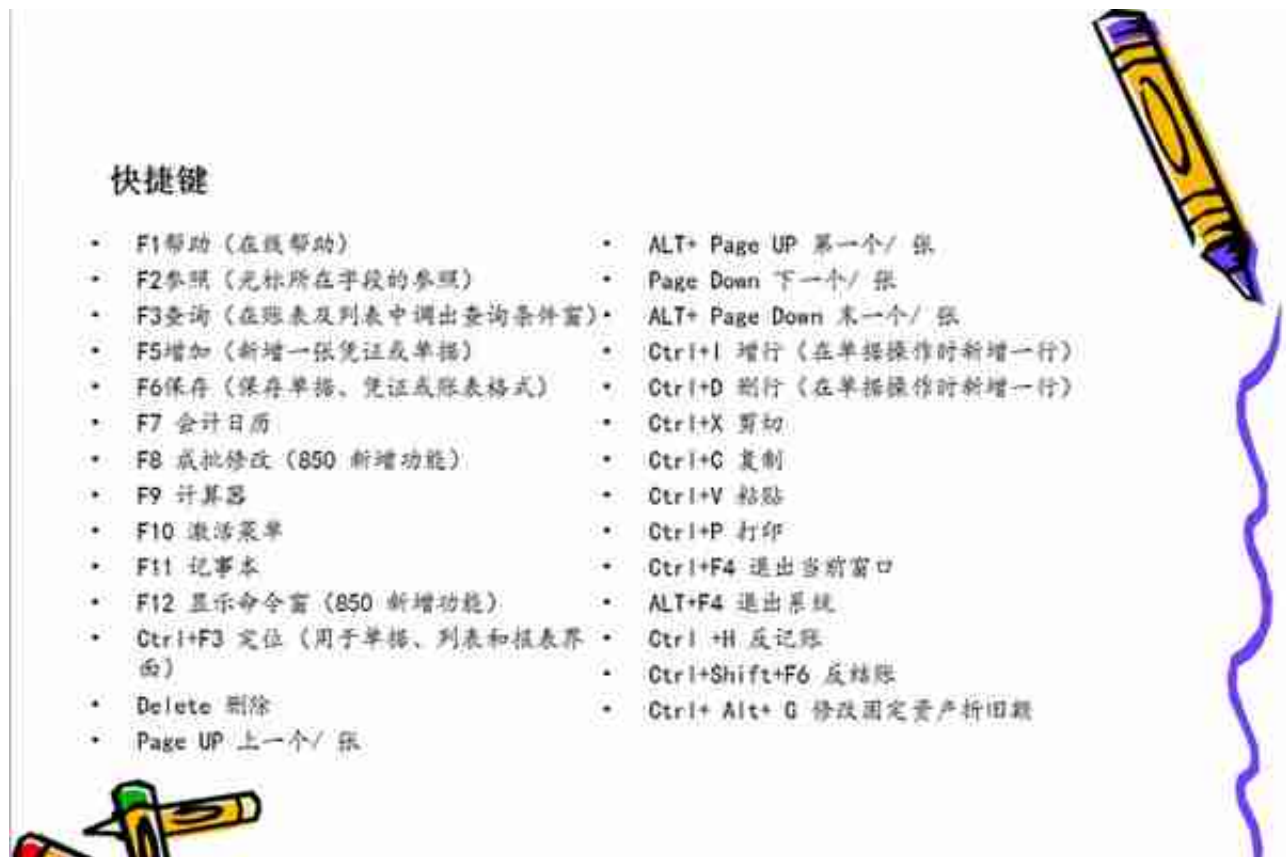 快捷键
• F1帮助（在线帮助）
• F2参照（光标所在字段的参照）
• F3查询（在账表及列表中调出查询条件窗）
• F5增加（新增一张凭证或单据）
• F6保存（保存单据、凭证或账表格式）
• F7 会计日历
• F8 成批修改（850 新增功能）
• F9 计算器
• F10 激活菜单
• F11 记事本
• F12 显示命令窗（850 新增功能）
• Ctrl+F3 定位（用于单据、列表和报表界
面）
• Delete 删除
• Page UP 上一个/ 张
• ALT+ Page UP 第一个/ 张
• Page Down 下一个/ 张
• ALT+ Page Down 末一个/ 张
• Ctrl+I 增行（在单据操作时新增一行）
• Ctrl+D 删行（在单据操作时新增一行）
• Ctrl+X 剪切
• Ctrl+C 复制
• Ctrl+V 粘贴
• Ctrl+P 打印
• Ctrl+F4 退出当前窗口
• ALT+F4 退出系统
• Ctrl +H 反记账
• Ctrl+Shift+F6 反结账
• Ctrl+ Alt+ G 修改固定资产折旧额